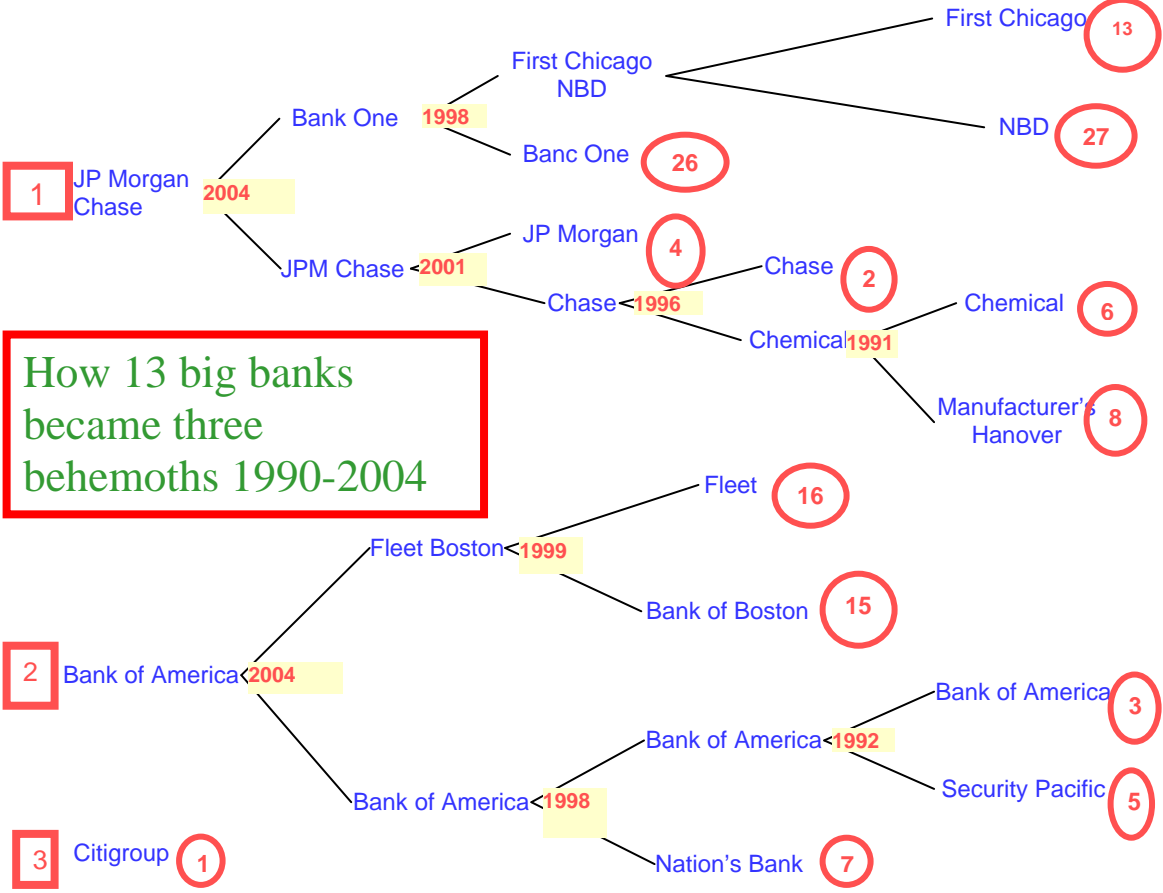 First Chicago
13
First Chicago
NBD
Bank One
1998
NBD
27
Banc One
26
1
JP Morgan
Chase
2004
JP Morgan
4
JPM Chase
2001
Chase
2
Chase
1996
Chemical
6
Chemical
1991
How 13 big banks
became three
behemoths 1990-2004
Manufacturer's
Hanover
8
Fleet
16
Fleet Boston
1999
Bank of Boston
15
2
Bank of America
2004
Bank of America
3
Bank of America
1992
Security Pacific
5
Bank of America
1998
3
Citigroup
1
Nation's Bank
7